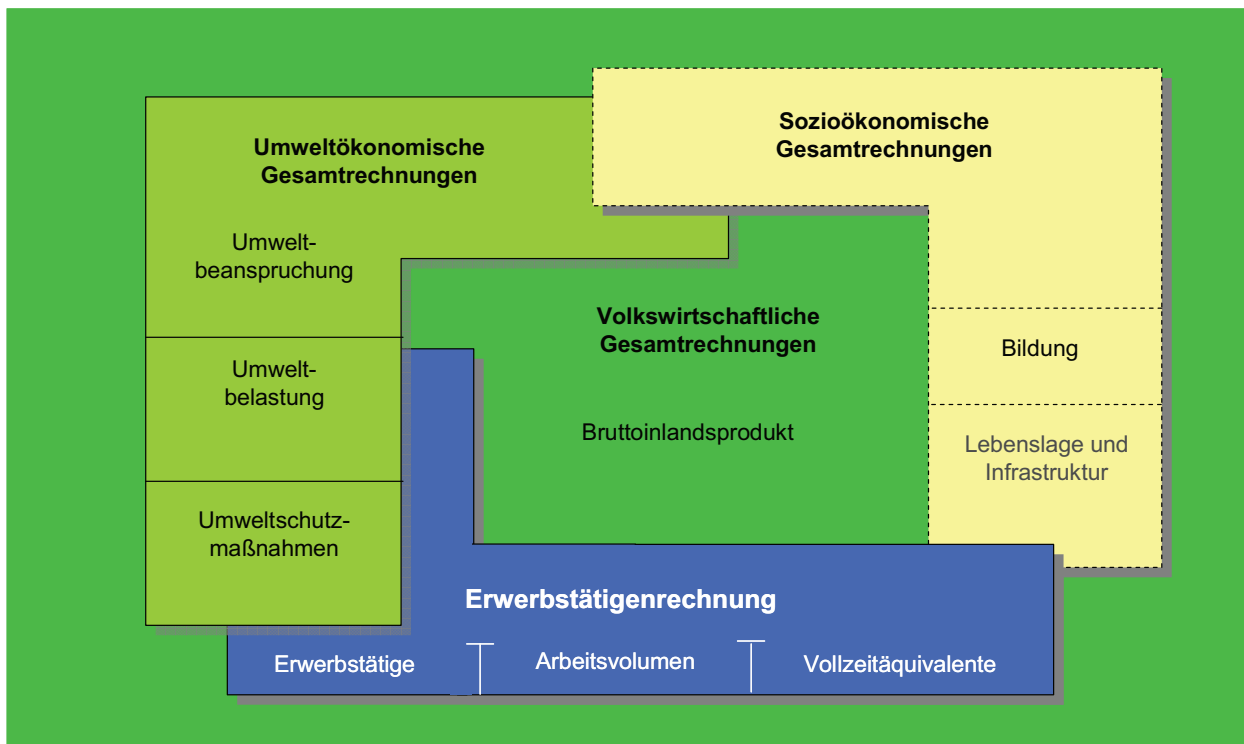 Umweltökonomische
Gesamtrechnungen
Umwelt-
beanspruchung
Umwelt-
belastung
Umweltschutz-
maßnahmen
Sozioökonomische
Gesamtrechnungen
Bildung
Lebenslage und
Infrastruktur
Volkswirtschaftliche
Gesamtrechnungen
Bruttoinlandsprodukt
Erwerbstätigenrechnung
Erwerbstätige
Arbeitsvolumen
Vollzeitäquivalente